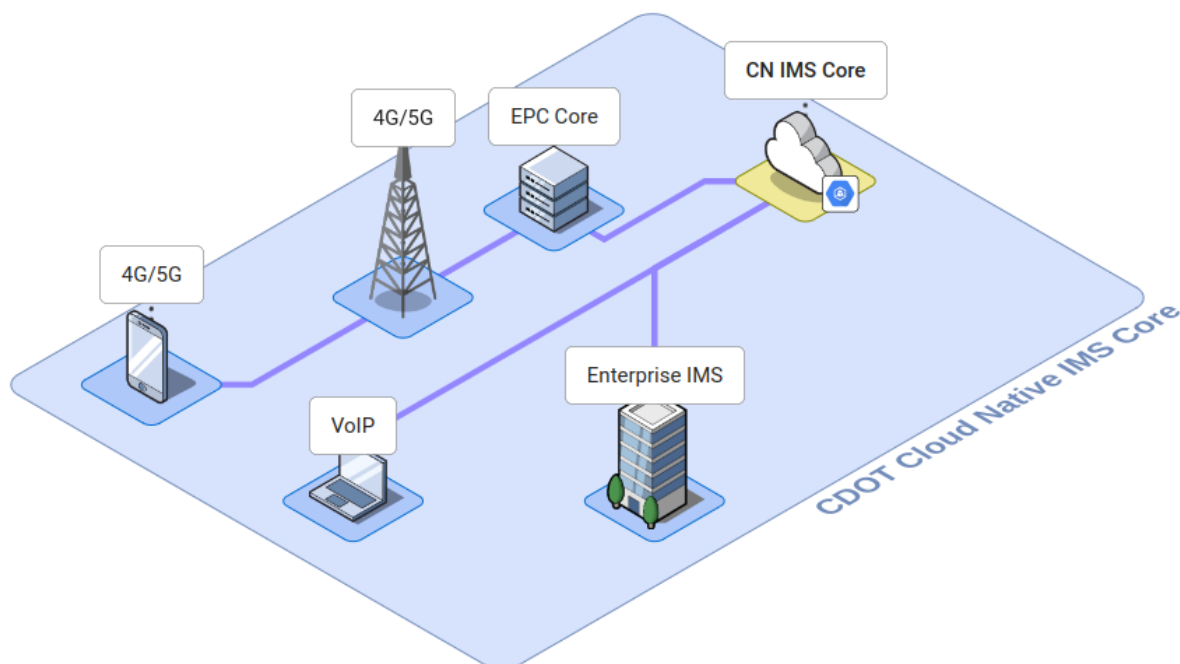 CN IMS Core
4G/5G
EPC Core
4G/5G
Enterprise IMS
VoIP
CDOT Cloud Native IMS Core